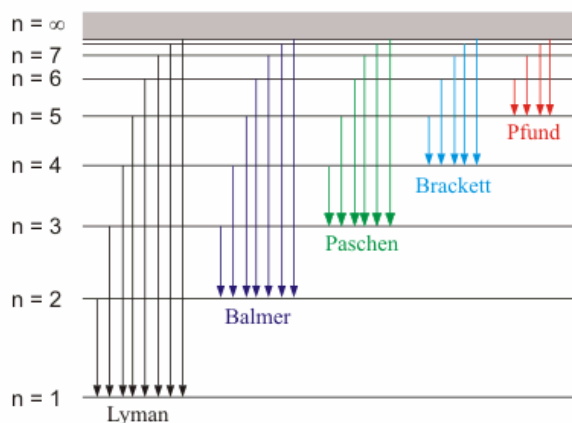 n = ∞
n = 7
n = 6
n = 5
Pfund
n = 4
Brackett
n = 3
Paschen
n = 2
Balmer
n = 1
Lyman